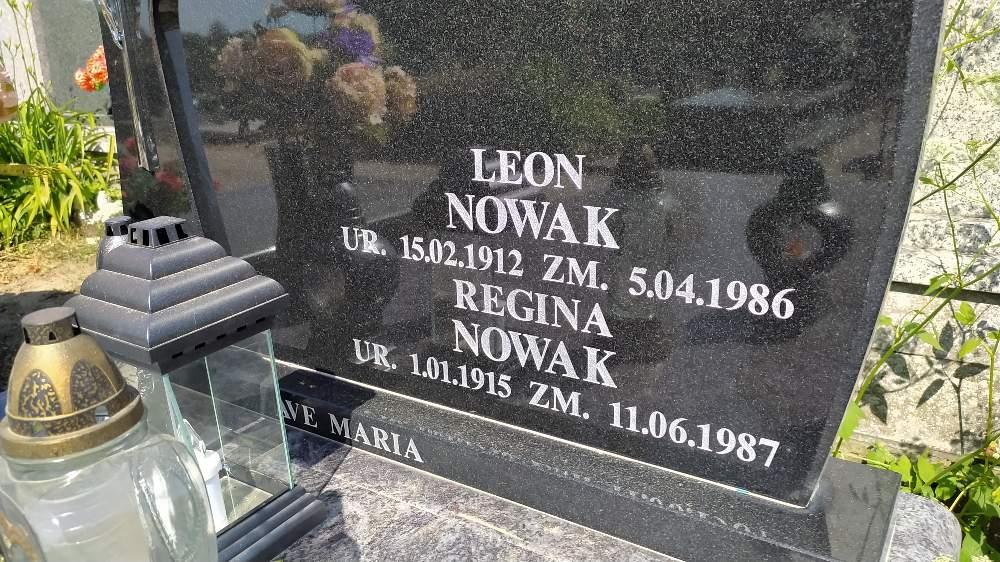 LEON
NOWAK
UR. 15.02.1912 ZM. 5.04.1986
REGINA
NOWAK
UR. 1.01.1915 ZM. 11.06.1987
AVE MARIA